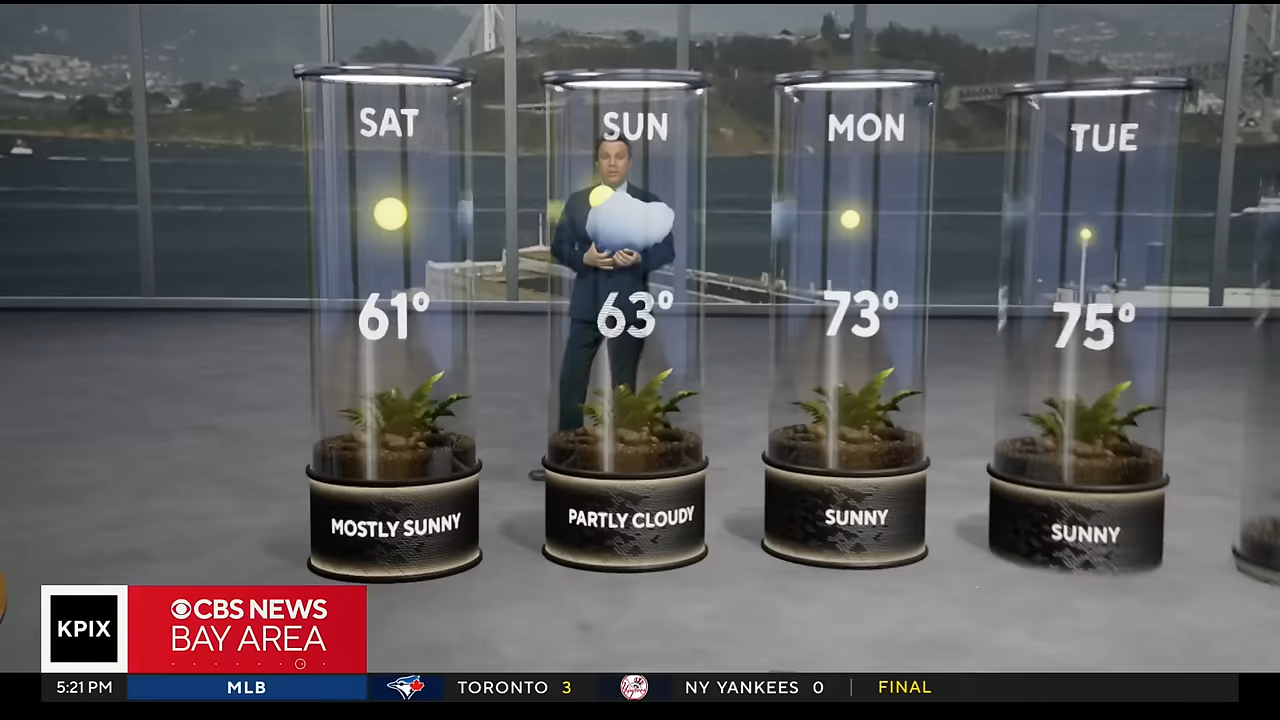 SAT
SUN
MON
TUE
61°
63°
73°
75°
MOSTLY SUNNY
PARTLY CLOUDY
SUNNY
SUNNY
KPIX
CBS NEWS
BAY AREA
5:21 PM MLB TORONTO 3 NY YANKEES 0 FINAL